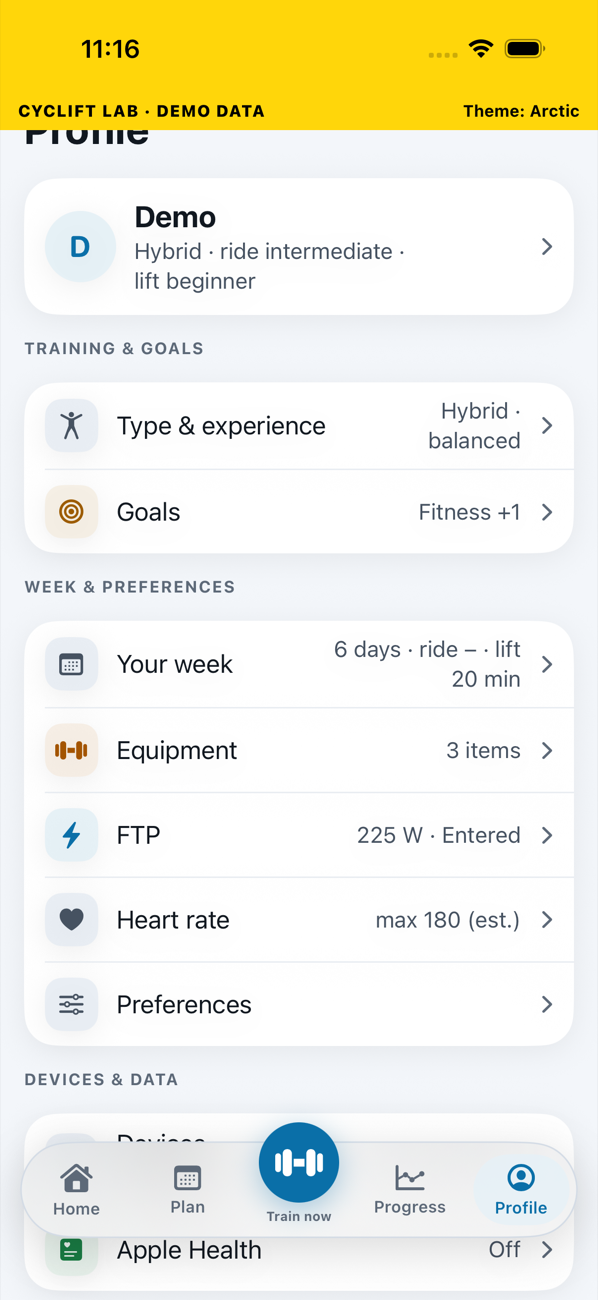 11:16
CYCLIFT LAB · DEMO DATA
Theme: Arctic
Profile
D
Demo
Hybrid · ride intermediate ·
lift beginner
TRAINING & GOALS
Type & experience
Hybrid ·
balanced
Goals
Fitness +1
WEEK & PREFERENCES
Your week
6 days · ride – · lift
20 min
Equipment
3 items
FTP
225 W · Entered
Heart rate
max 180 (est.)
Preferences
DEVICES & DATA
Devices
Home
Plan
Train now
Progress
Profile
Apple Health
Off